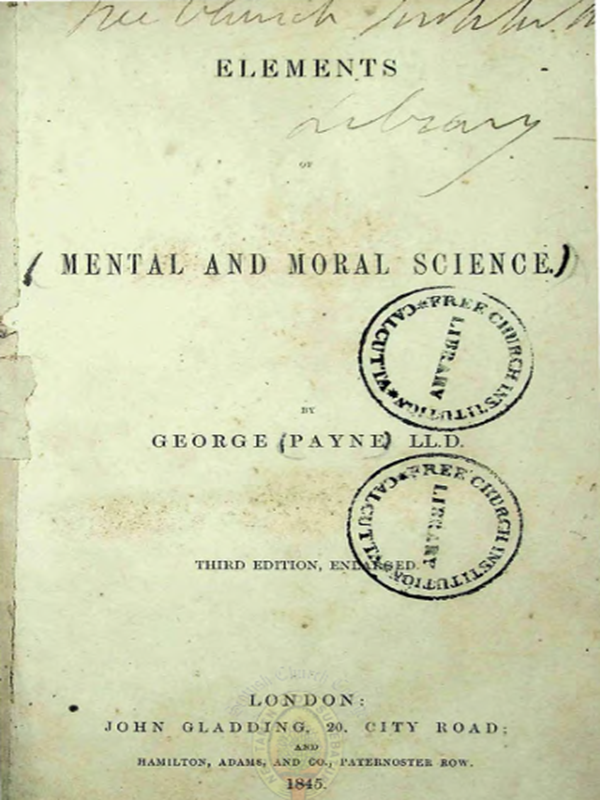 Free Church Institution
ELEMENTS
Library
OF
MENTAL AND MORAL SCIENCE.
FREE CHURCH INSTITUTION CALCUTTA
LIBRARY
BY
GEORGE (PAYNE) LL.D.
FREE CHURCH INSTITUTION CALCUTTA
LIBRARY
THIRD EDITION, ENLARGED.
LONDON:
JOHN GLADDING, 20, CITY ROAD;
AND
HAMILTON, ADAMS, AND CO., PATERNOSTER ROW.
1845.